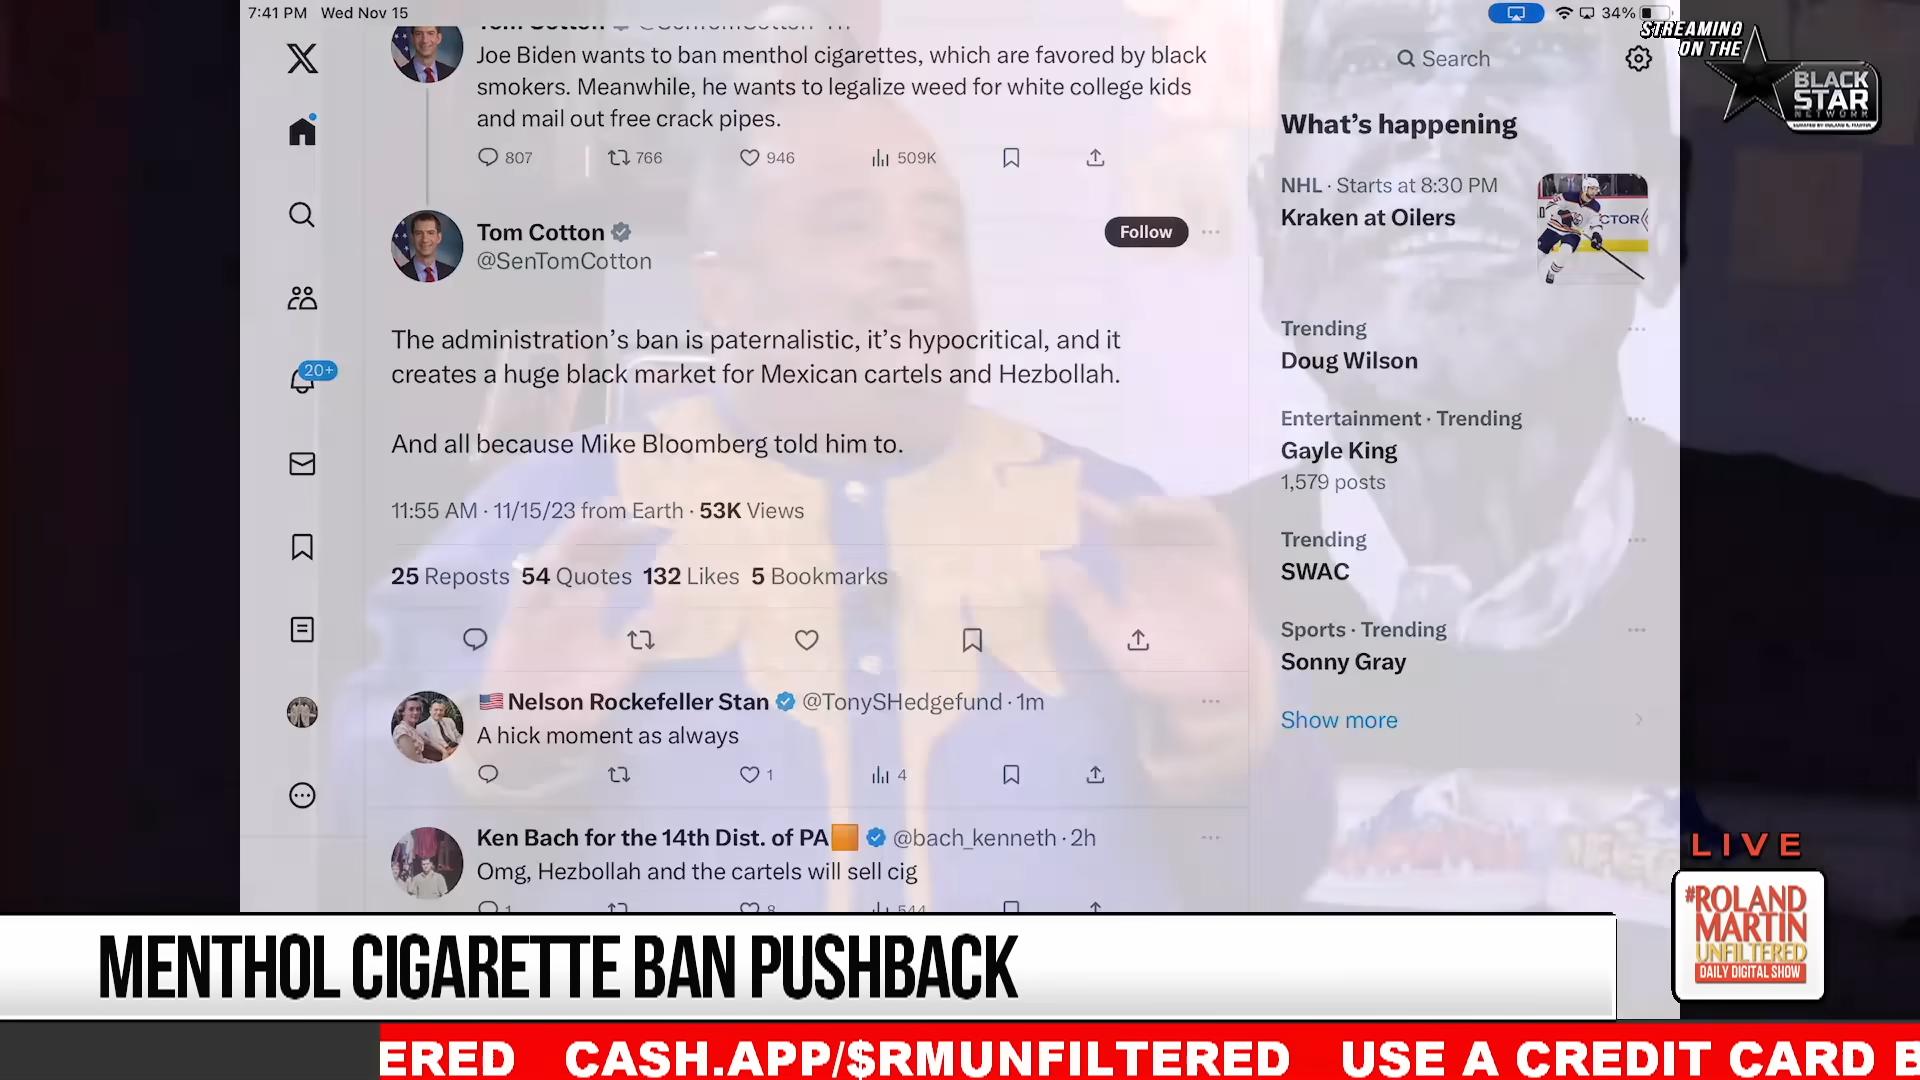 7:41 PM Wed Nov 15
34%
STREAMING
ON THE
BLACK
STAR
NETWORK
Tom Cotton @SenTomCotton
Joe Biden wants to ban menthol cigarettes, which are favored by black
smokers. Meanwhile, he wants to legalize weed for white college kids
and mail out free crack pipes.
807 766 946 509K
Tom Cotton
@SenTomCotton
Follow
The administration’s ban is paternalistic, it’s hypocritical, and it
creates a huge black market for Mexican cartels and Hezbollah.
And all because Mike Bloomberg told him to.
11:55 AM · 11/15/23 from Earth · 53K Views
25 Reposts 54 Quotes 132 Likes 5 Bookmarks
Nelson Rockefeller Stan @TonySHedgefund · 1m
A hick moment as always
1 4
Ken Bach for the 14th Dist. of PA @bach_kenneth · 2h
Omg, Hezbollah and the cartels will sell cig
1 8 544
20+
Search
What’s happening
NHL · Starts at 8:30 PM
Kraken at Oilers
CTOR
Trending
Doug Wilson
Entertainment · Trending
Gayle King
1,579 posts
Trending
SWAC
Sports · Trending
Sonny Gray
Show more
LIVE
#ROLAND
MARTIN
UNFILTERED
DAILY DIGITAL SHOW
MENTHOL CIGARETTE BAN PUSHBACK
ERED CASH.APP/$RMUNFILTERED USE A CREDIT CARD B